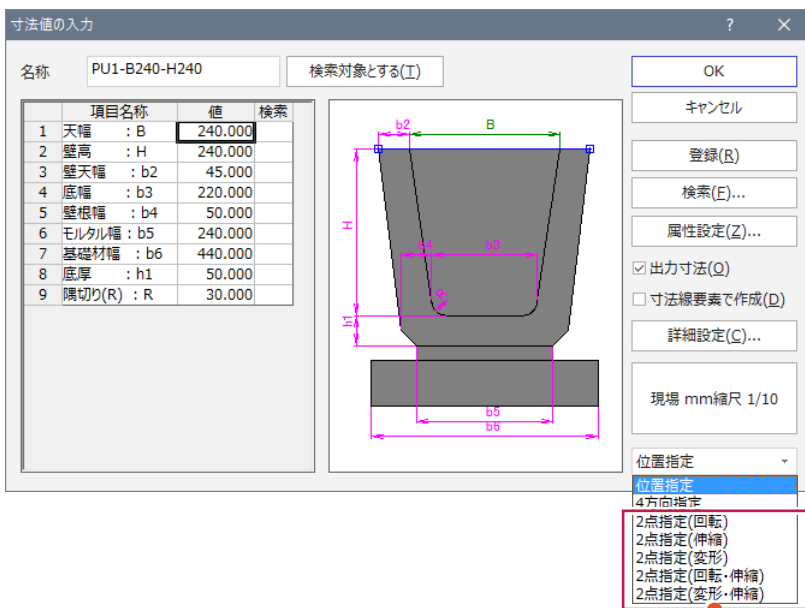 寸法値の入力
名称 PU1-B240-H240 検索対象とする(T)
項目名称 値 検索
1 天幅 : B 240.000
2 壁高 : H 240.000
3 壁天幅 : b2 45.000
4 底幅 : b3 220.000
5 壁根幅 : b4 50.000
6 モルタル幅 : b5 240.000
7 基礎材幅 : b6 440.000
8 底厚 : h1 50.000
9 隅切り(R) : R 30.000
b2 B
H
b4 b3
R
h1
b5
b6
OK
キャンセル
登録(R)
検索(F)...
属性設定(Z)...
出力寸法(O)
寸法線要素で作成(D)
詳細設定(C)...
現場 mm縮尺 1/10
位置指定
位置指定
4方向指定
2点指定(回転)
2点指定(伸縮)
2点指定(変形)
2点指定(回転・伸縮)
2点指定(変形・伸縮)